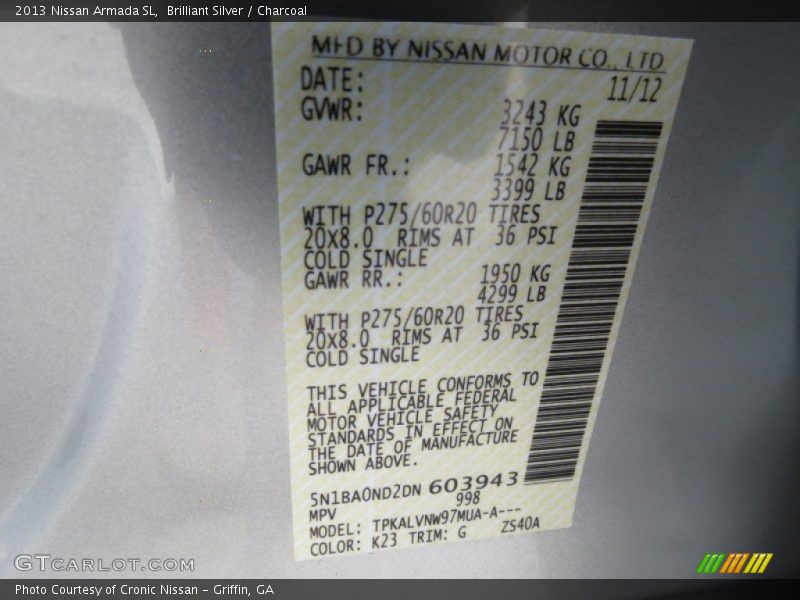 2013 Nissan Armada SL, Brilliant Silver / Charcoal
MFD BY NISSAN MOTOR CO., LTD
DATE: 11/12
GVWR: 3243 KG
7150 LB
GAWR FR.: 1542 KG
3399 LB
WITH P275/60R20 TIRES
20X8.0 RIMS AT 36 PSI
COLD SINGLE
GAWR RR.: 1950 KG
4299 LB
WITH P275/60R20 TIRES
20X8.0 RIMS AT 36 PSI
COLD SINGLE
THIS VEHICLE CONFORMS TO
ALL APPLICABLE FEDERAL
MOTOR VEHICLE SAFETY
STANDARDS IN EFFECT ON
THE DATE OF MANUFACTURE
SHOWN ABOVE.
5N1BA0ND2DN 603943
MPV 998
MODEL: TPKALVNW97MUA-A---
COLOR: K23 TRIM: G ZS40A
GTCARLOT.COM
Photo Courtesy of Cronic Nissan - Griffin, GA